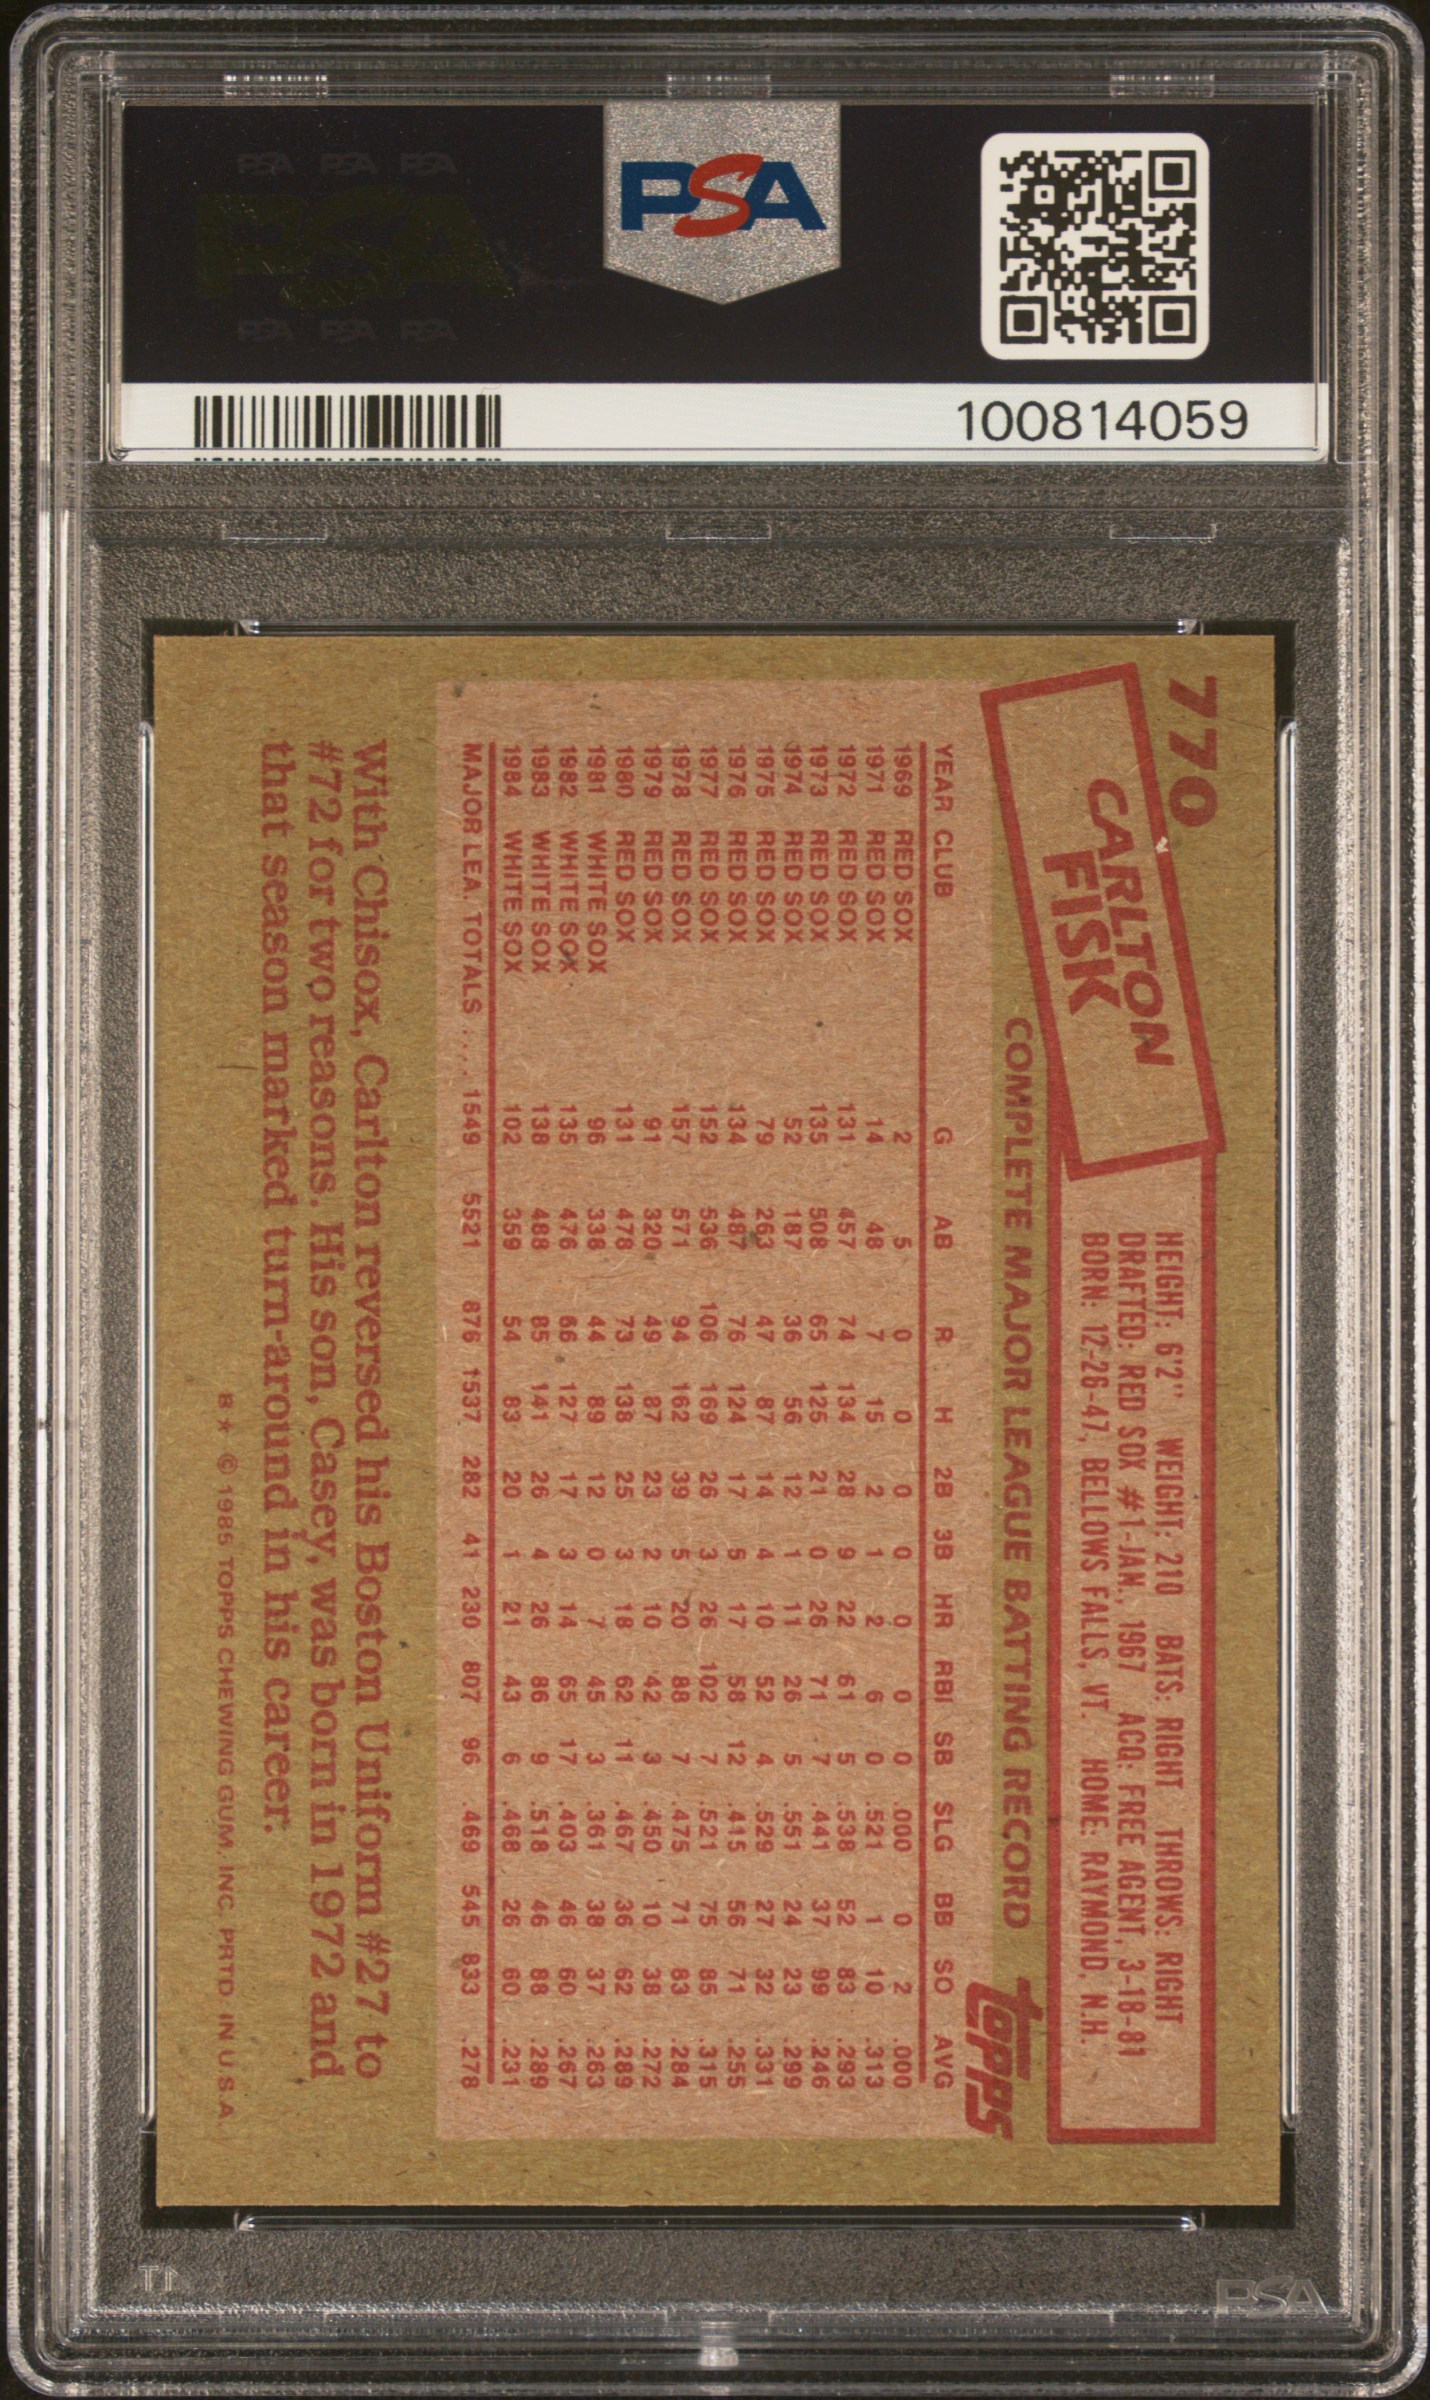 PSA PSA PSA
PSA
PSA PSA PSA
PSA
100814059
770
CARLTON
FISK
HEIGHT: 6'2" WEIGHT: 210 BATS: RIGHT THROWS: RIGHT
DRAFTED: RED SOX #1-JAN., 1967 ACQ: FREE AGENT, 3-18-81
BORN: 12-26-47, BELLOWS FALLS, VT. HOME: RAYMOND, N.H.
COMPLETE MAJOR LEAGUE BATTING RECORD
topps
YEAR CLUB G AB R H 2B 3B HR RBI SB SLG BB SO AVG
1969 RED SOX 2 5 0 0 0 0 0 0 0 .000 0 2 .000
1971 RED SOX 14 48 7 15 2 1 2 6 0 .521 1 10 .313
1972 RED SOX 131 457 74 134 28 9 22 61 5 .538 52 83 .293
1973 RED SOX 135 508 65 125 21 0 26 71 7 .441 37 99 .246
1974 RED SOX 52 187 36 56 12 1 11 26 5 .551 24 23 .299
1975 RED SOX 79 263 47 87 14 4 10 52 4 .529 27 32 .331
1976 RED SOX 134 487 76 124 17 5 17 58 12 .415 56 71 .255
1977 RED SOX 152 536 106 169 26 3 26 102 7 .521 75 85 .315
1978 RED SOX 157 571 94 162 39 5 20 88 7 .475 71 83 .284
1979 RED SOX 91 320 49 87 23 2 10 42 3 .450 10 38 .272
1980 RED SOX 131 478 73 138 25 3 18 62 11 .467 36 62 .289
1981 WHITE SOX 96 338 44 89 12 0 7 45 3 .361 38 37 .263
1982 WHITE SOX 135 476 66 127 17 3 14 65 17 .403 46 60 .267
1983 WHITE SOX 138 488 85 141 26 4 26 86 9 .518 46 88 .289
1984 WHITE SOX 102 359 54 83 20 1 21 43 6 .468 26 60 .231
MAJOR LEA. TOTALS .... 1549 5521 876 1537 282 41 230 807 96 .469 545 833 .278
With Chisox, Carlton reversed his Boston Uniform #27 to
#72 for two reasons. His son, Casey, was born in 1972 and
that season marked turn-around in his career.
B ★ © 1985 TOPPS CHEWING GUM, INC. PRTD. IN U.S.A.
PSA